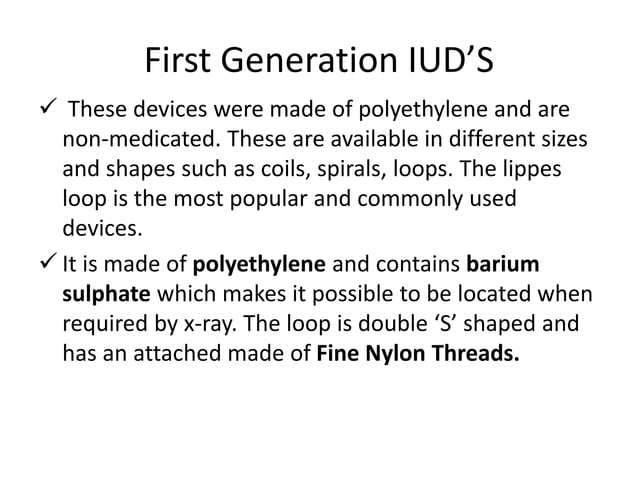 First Generation IUD’S
✓ These devices were made of polyethylene and are
non-medicated. These are available in different sizes
and shapes such as coils, spirals, loops. The lippes
loop is the most popular and commonly used
devices.
✓ It is made of polyethylene and contains barium
sulphate which makes it possible to be located when
required by x-ray. The loop is double ‘S’ shaped and
has an attached made of Fine Nylon Threads.